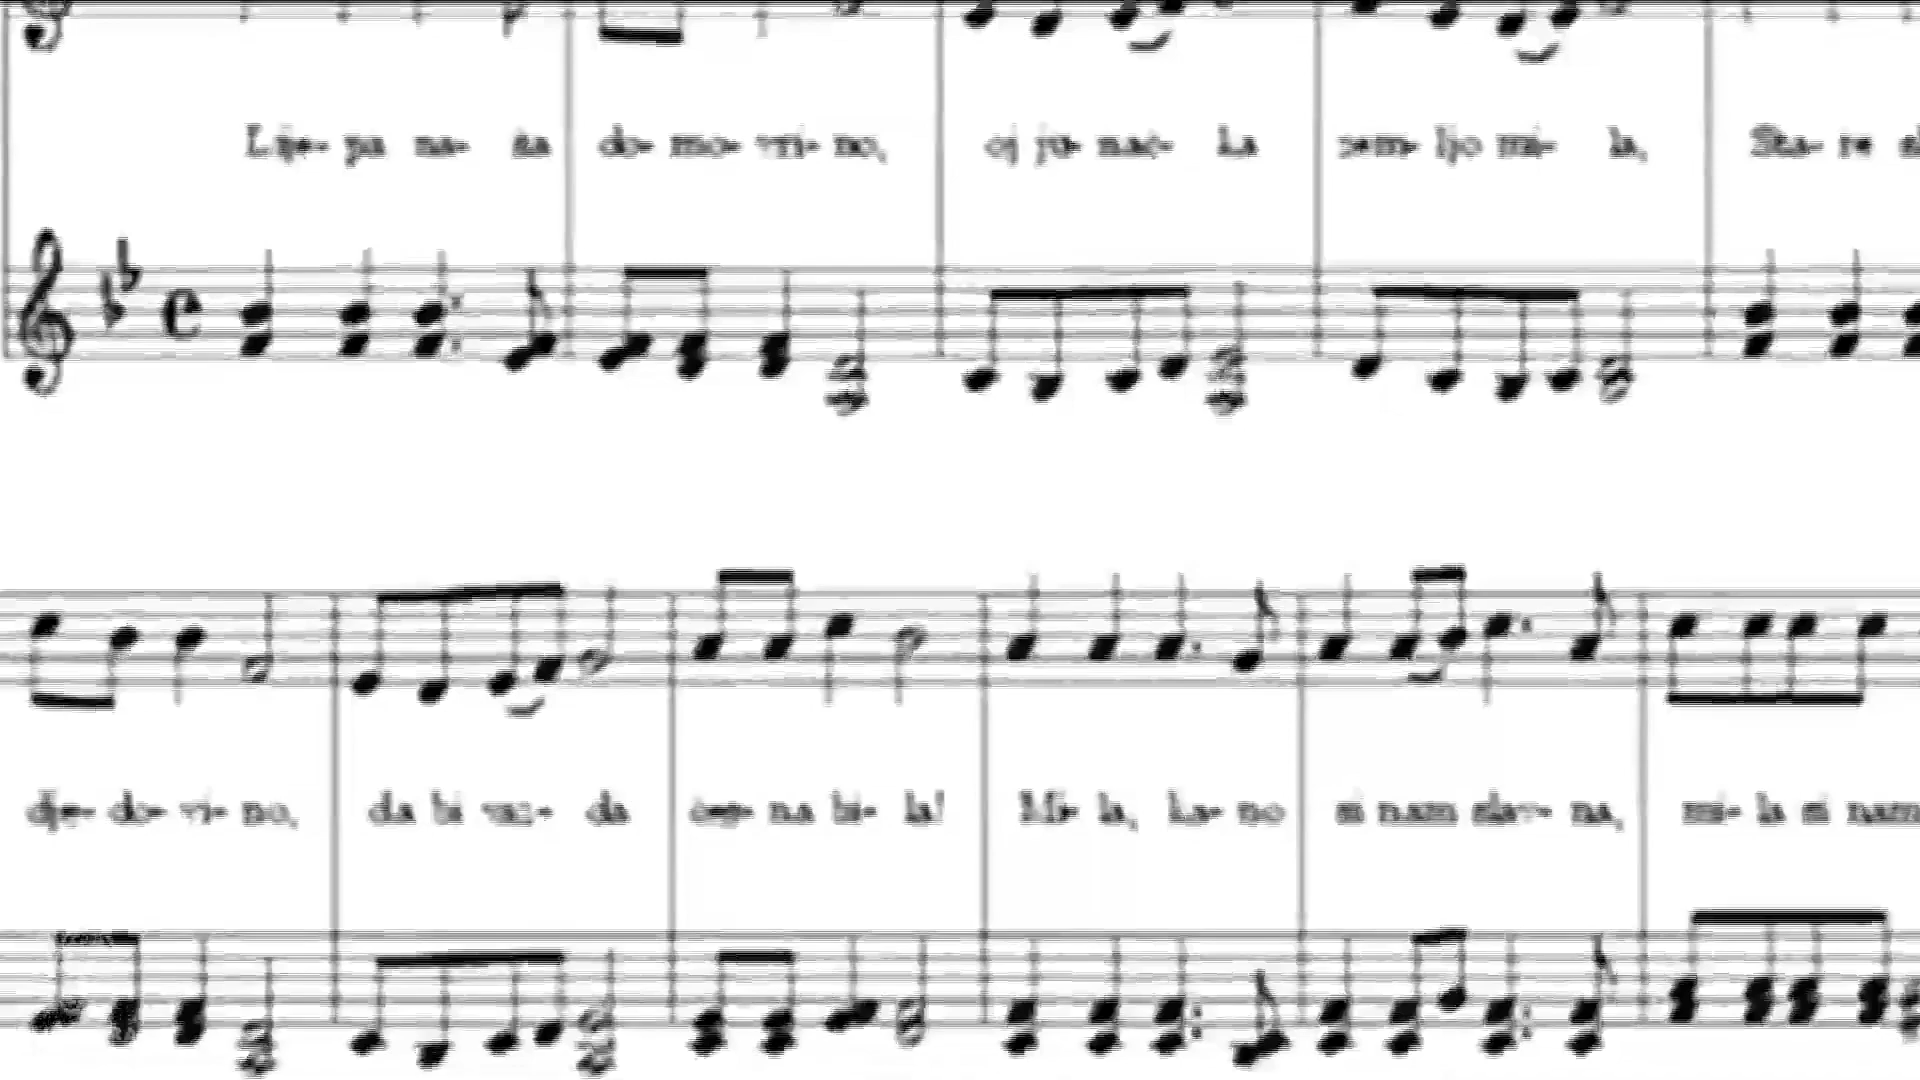 Lije- pa na- ša do- mo- vi- no, oj ju- nač- ka zem- ljo mi- la, Sta- re
dje- do- vi- no, da bi vaz- da bi- la! Mi- la, ka- no si nam slav- na, mi- la si nam